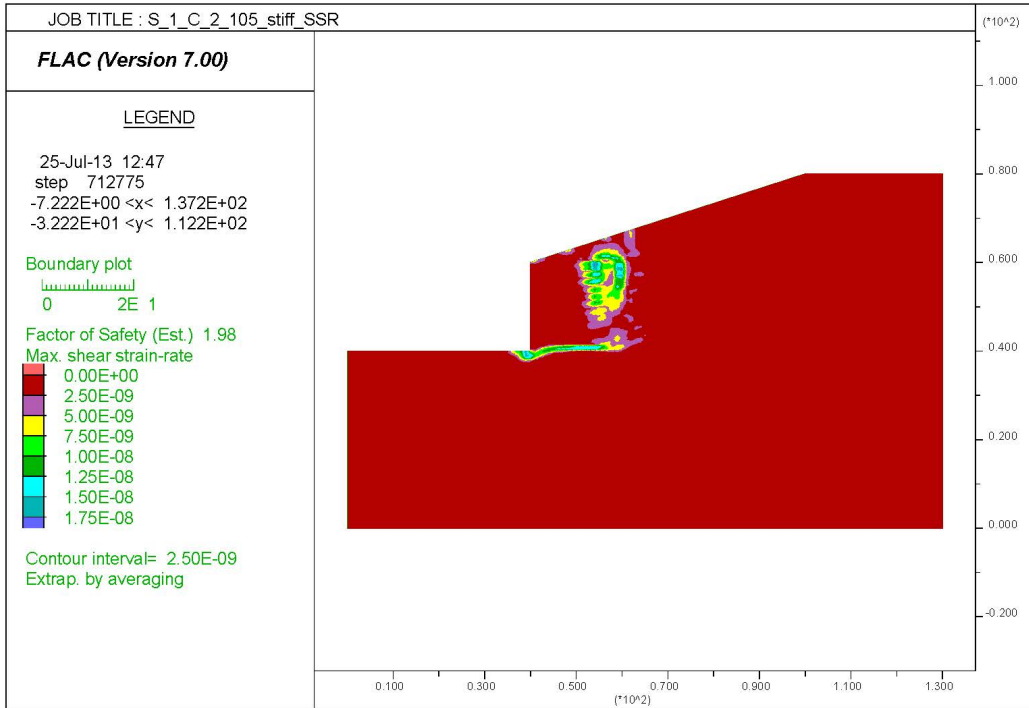 JOB TITLE : S_1_C_2_105_stiff_SSR
(*10^2)
FLAC (Version 7.00)
LEGEND
25-Jul-13 12:47
step 712775
-7.222E+00 <x< 1.372E+02
-3.222E+01 <y< 1.122E+02
Boundary plot
0 2E 1
Factor of Safety (Est.) 1.98
Max. shear strain-rate
0.00E+00
2.50E-09
5.00E-09
7.50E-09
1.00E-08
1.25E-08
1.50E-08
1.75E-08
Contour interval= 2.50E-09
Extrap. by averaging
1.000
0.800
0.600
0.400
0.200
0.000
-0.200
0.100 0.300 0.500 0.700 0.900 1.100 1.300
(*10^2)